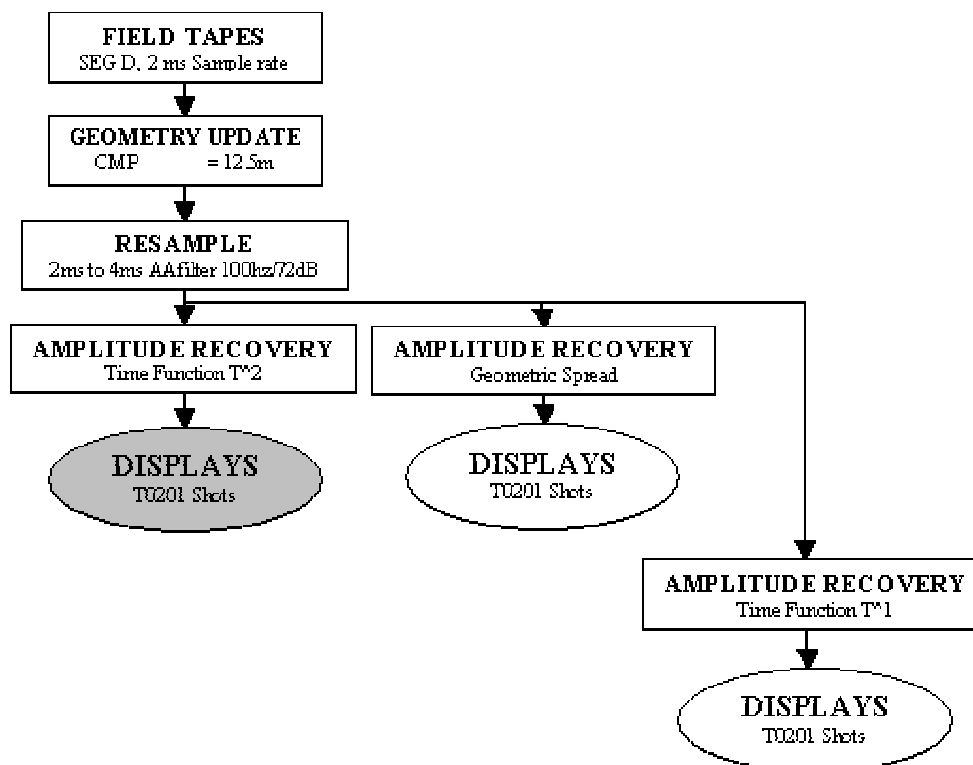 FIELD TAPES
SEG D, 2 ms Sample rate
GEOMETRY UPDATE
CMP = 12.5m
RESAMPLE
2ms to 4ms AAfilter 100hz/72dB
AMPLITUDE RECOVERY
Time Function T^2
AMPLITUDE RECOVERY
Geometric Spread
DISPLAYS
T0201 Shots
DISPLAYS
T0201 Shots
AMPLITUDE RECOVERY
Time Function T^1
DISPLAYS
T0201 Shots